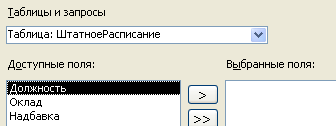 Таблицы и запросы
Таблица: ШтатноеРасписание
Доступные поля:
Выбранные поля:
Должность
Оклад
Надбавка
>
>>